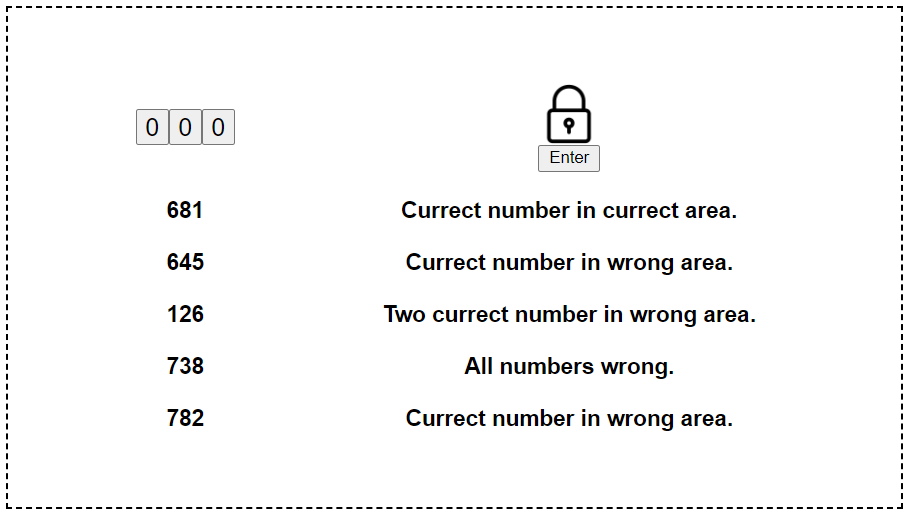 0 0 0
Enter
681 Currect number in currect area.
645 Currect number in wrong area.
126 Two currect number in wrong area.
738 All numbers wrong.
782 Currect number in wrong area.